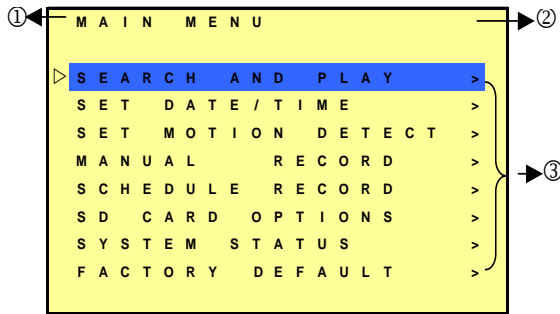 ① MAIN MENU ②
▷ SEARCH AND PLAY >
SET DATE/TIME >
SET MOTION DETECT >
MANUAL RECORD >
SCHEDULE RECORD > ③
SD CARD OPTIONS >
SYSTEM STATUS >
FACTORY DEFAULT >